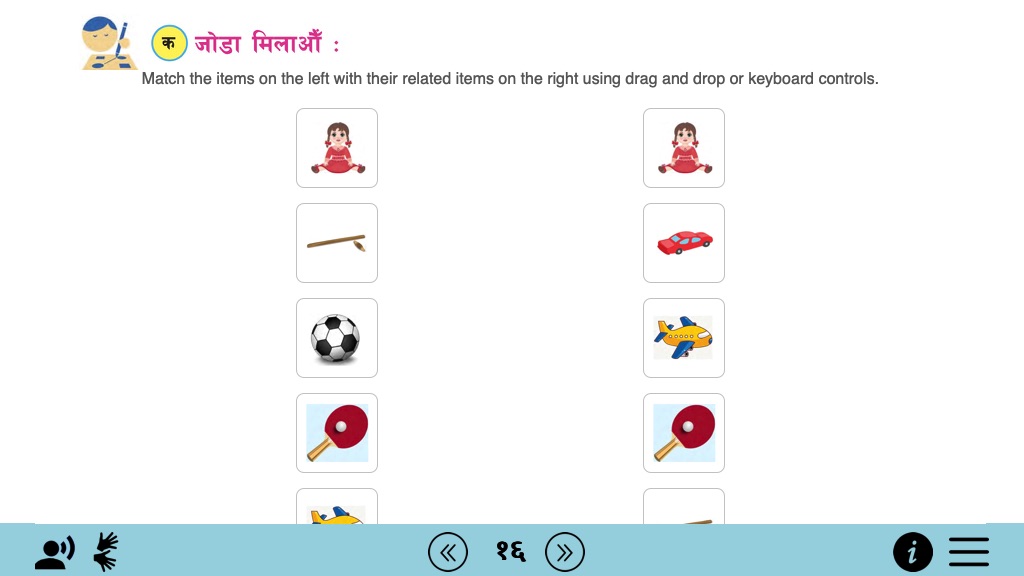 क जोडा मिलाऔँ :
Match the items on the left with their related items on the right using drag and drop or keyboard controls.
१६
i